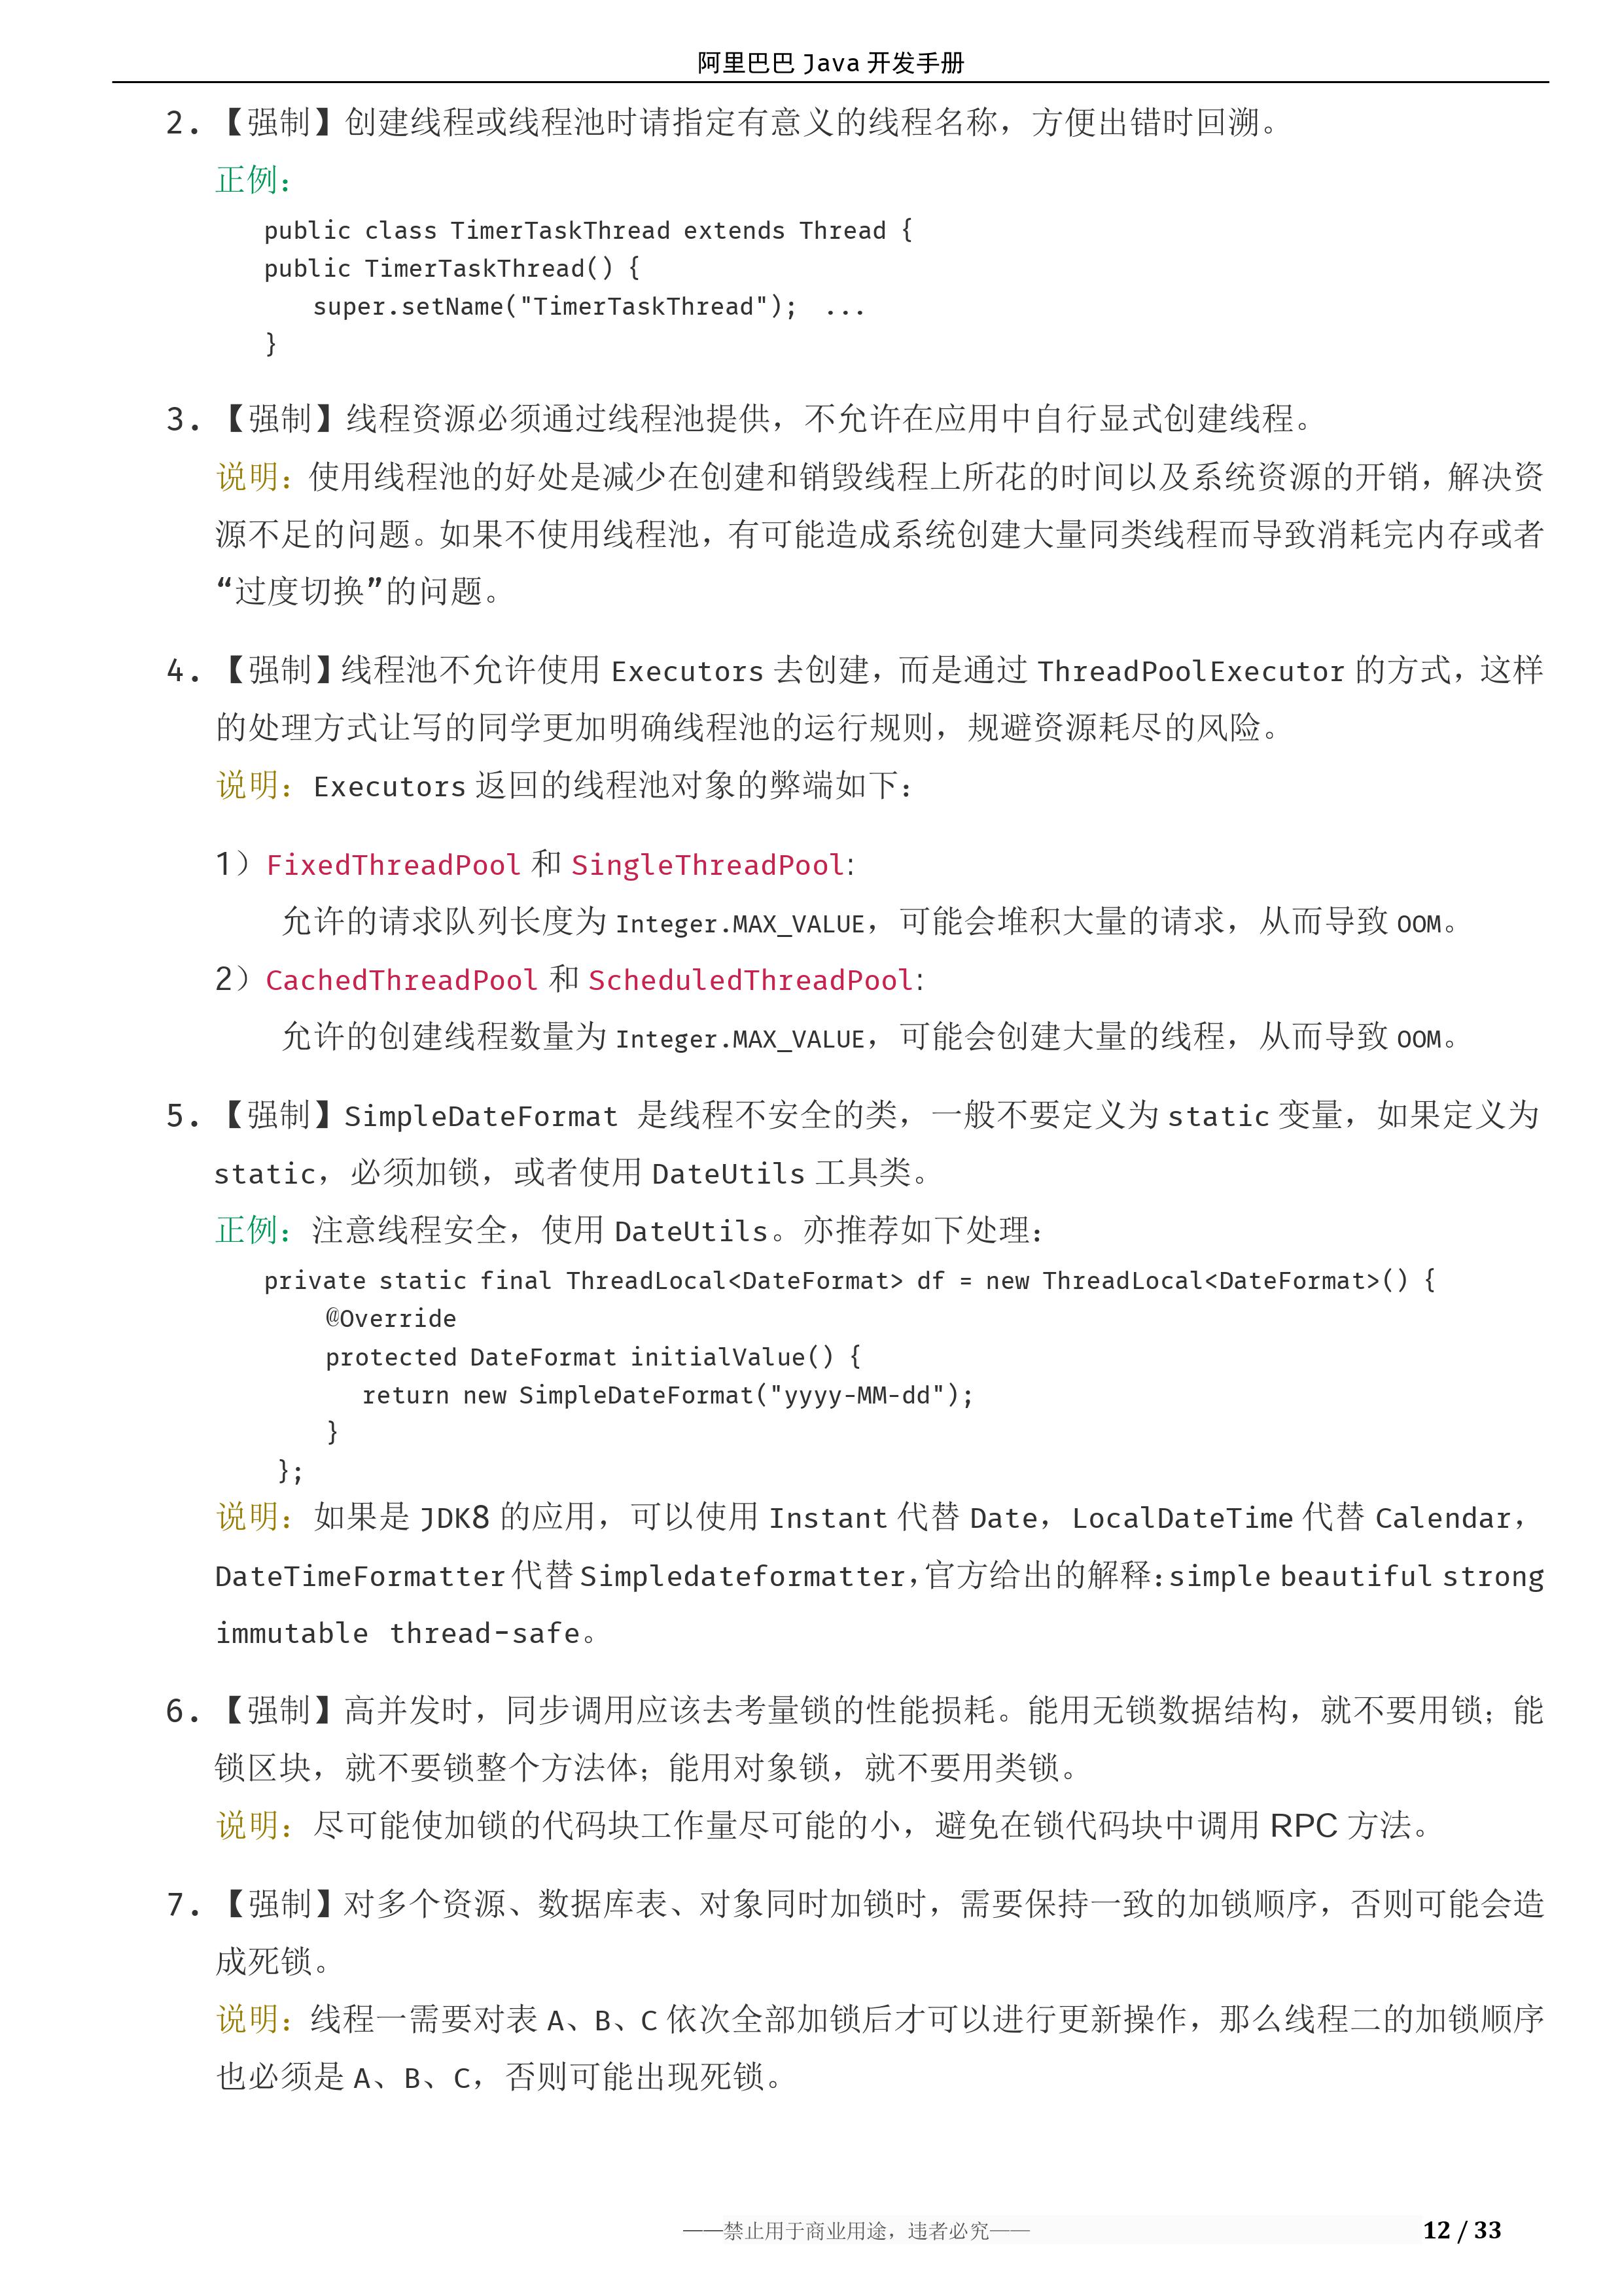 阿里巴巴 Java 开发手册
2. 【强制】创建线程或线程池时请指定有意义的线程名称，方便出错时回溯。
正例：
public class TimerTaskThread extends Thread {
public TimerTaskThread() {
super.setName("TimerTaskThread"); ...
}
3. 【强制】线程资源必须通过线程池提供，不允许在应用中自行显式创建线程。
说明：使用线程池的好处是减少在创建和销毁线程上所花的时间以及系统资源的开销，解决资
源不足的问题。如果不使用线程池，有可能造成系统创建大量同类线程而导致消耗完内存或者
“过度切换”的问题。
4. 【强制】线程池不允许使用 Executors 去创建，而是通过 ThreadPoolExecutor 的方式，这样
的处理方式让写的同学更加明确线程池的运行规则，规避资源耗尽的风险。
说明：Executors 返回的线程池对象的弊端如下：
1）FixedThreadPool 和 SingleThreadPool:
允许的请求队列长度为 Integer.MAX_VALUE，可能会堆积大量的请求，从而导致 OOM。
2）CachedThreadPool 和 ScheduledThreadPool:
允许的创建线程数量为 Integer.MAX_VALUE，可能会创建大量的线程，从而导致 OOM。
5. 【强制】SimpleDateFormat 是线程不安全的类，一般不要定义为 static 变量，如果定义为
static，必须加锁，或者使用 DateUtils 工具类。
正例：注意线程安全，使用 DateUtils。亦推荐如下处理：
private static final ThreadLocal<DateFormat> df = new ThreadLocal<DateFormat>() {
@Override
protected DateFormat initialValue() {
return new SimpleDateFormat("yyyy-MM-dd");
}
};
说明：如果是 JDK8 的应用，可以使用 Instant 代替 Date，LocalDateTime 代替 Calendar，
DateTimeFormatter 代替 Simpledateformatter，官方给出的解释：simple beautiful strong
immutable thread-safe。
6. 【强制】高并发时，同步调用应该去考量锁的性能损耗。能用无锁数据结构，就不要用锁；能
锁区块，就不要锁整个方法体；能用对象锁，就不要用类锁。
说明：尽可能使加锁的代码块工作量尽可能的小，避免在锁代码块中调用 RPC 方法。
7. 【强制】对多个资源、数据库表、对象同时加锁时，需要保持一致的加锁顺序，否则可能会造
成死锁。
说明：线程一需要对表 A、B、C 依次全部加锁后才可以进行更新操作，那么线程二的加锁顺序
也必须是 A、B、C，否则可能出现死锁。
——禁止用于商业用途，违者必究——
12 / 33